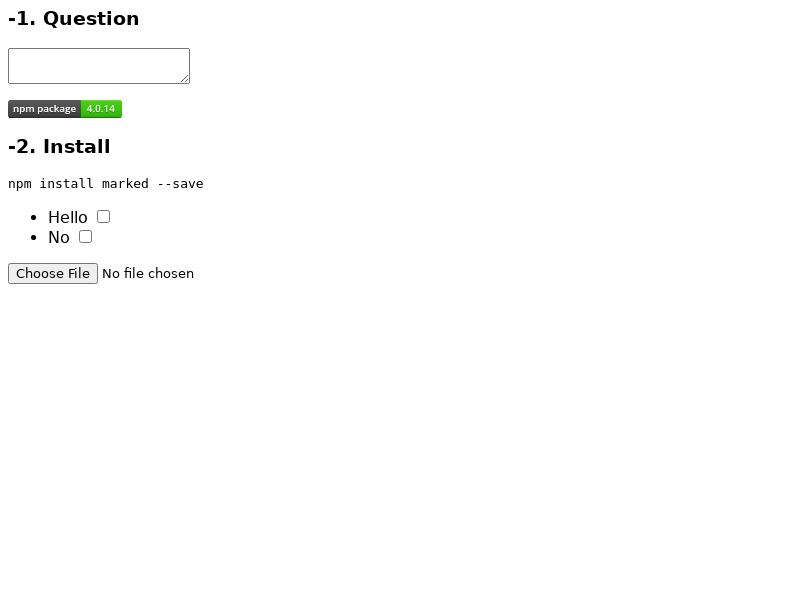 -1. Question
npm package 4.0.14
-2. Install
npm install marked --save
Hello
No
Choose File No file chosen